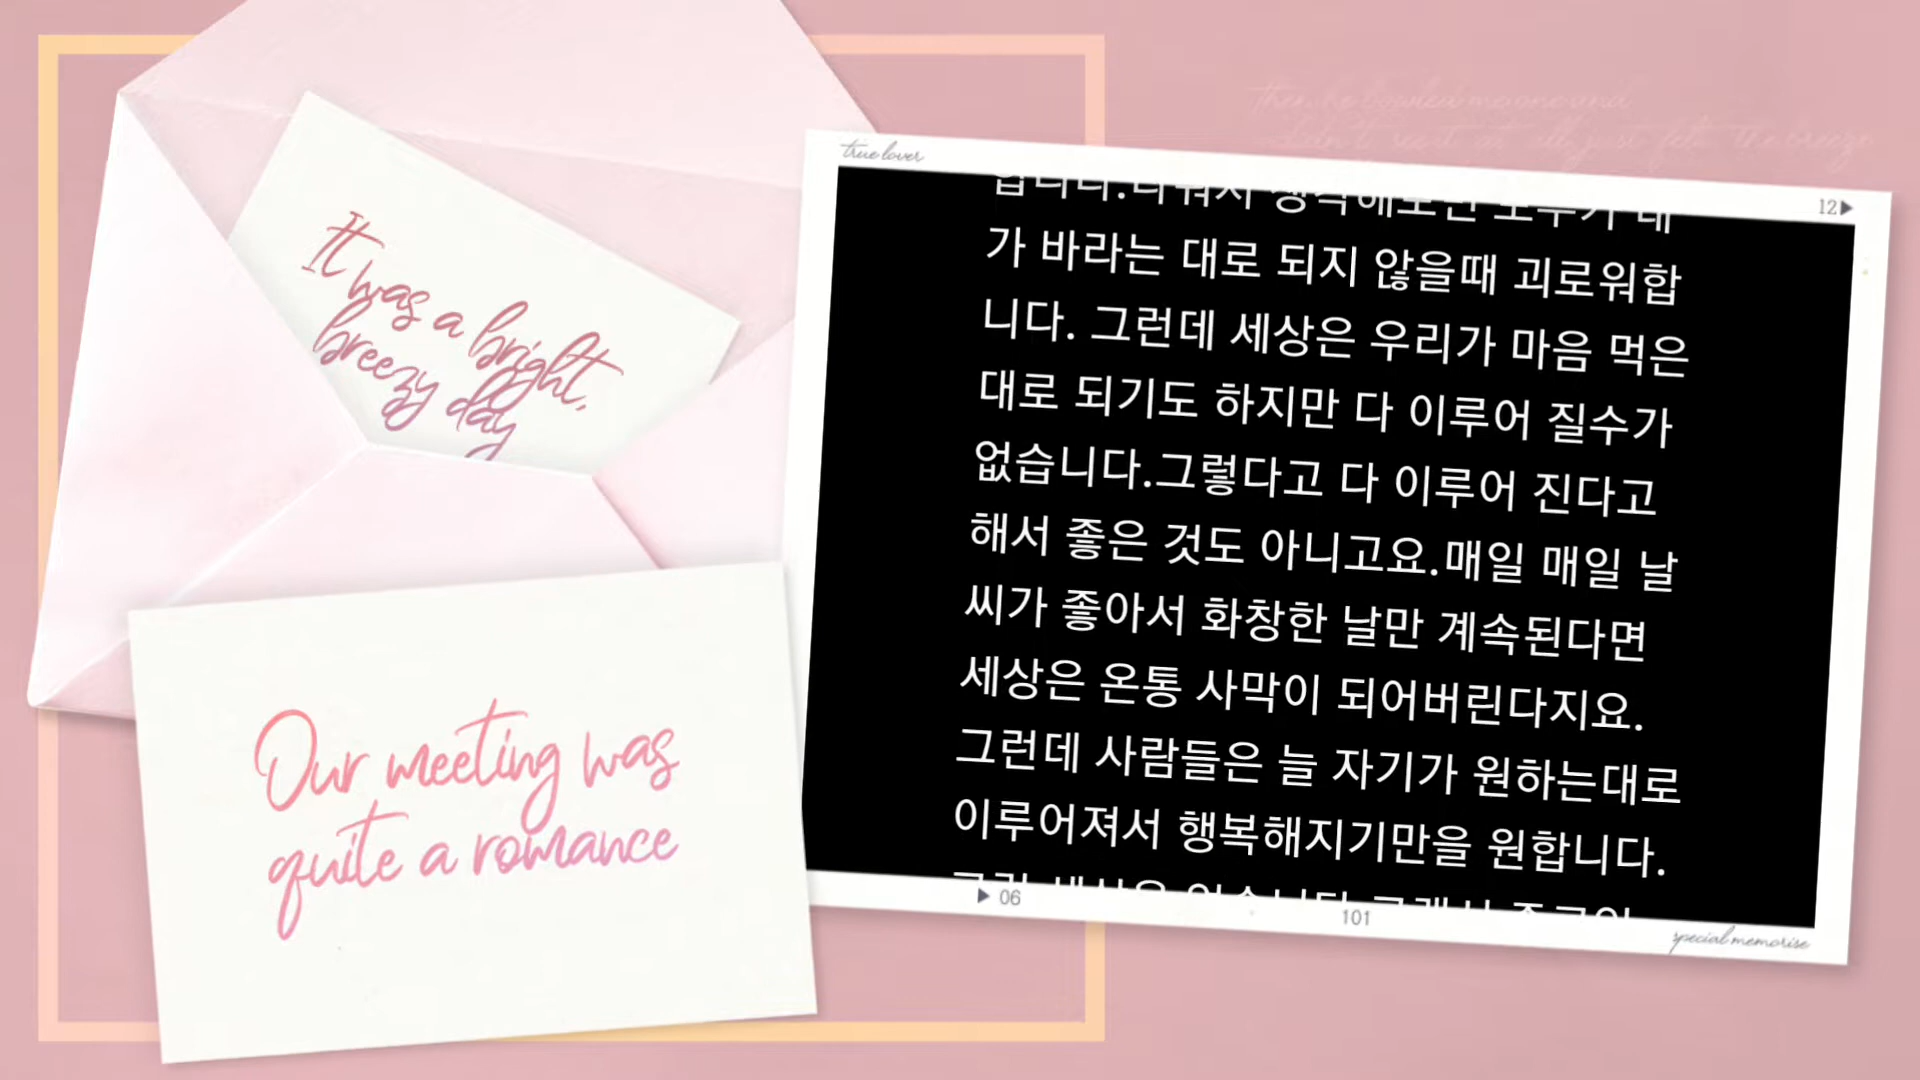 It was a bright,
breezy day
Our meeting was
quite a romance
true lover
12
가 바라는 대로 되지 않을때 괴로워합
니다. 그런데 세상은 우리가 마음 먹은
대로 되기도 하지만 다 이루어 질수가
없습니다.그렇다고 다 이루어 진다고
해서 좋은 것도 아니고요.매일 매일 날
씨가 좋아서 화창한 날만 계속된다면
세상은 온통 사막이 되어버린다지요.
그런데 사람들은 늘 자기가 원하는대로
이루어져서 행복해지기만을 원합니다.
06
101
special memorise